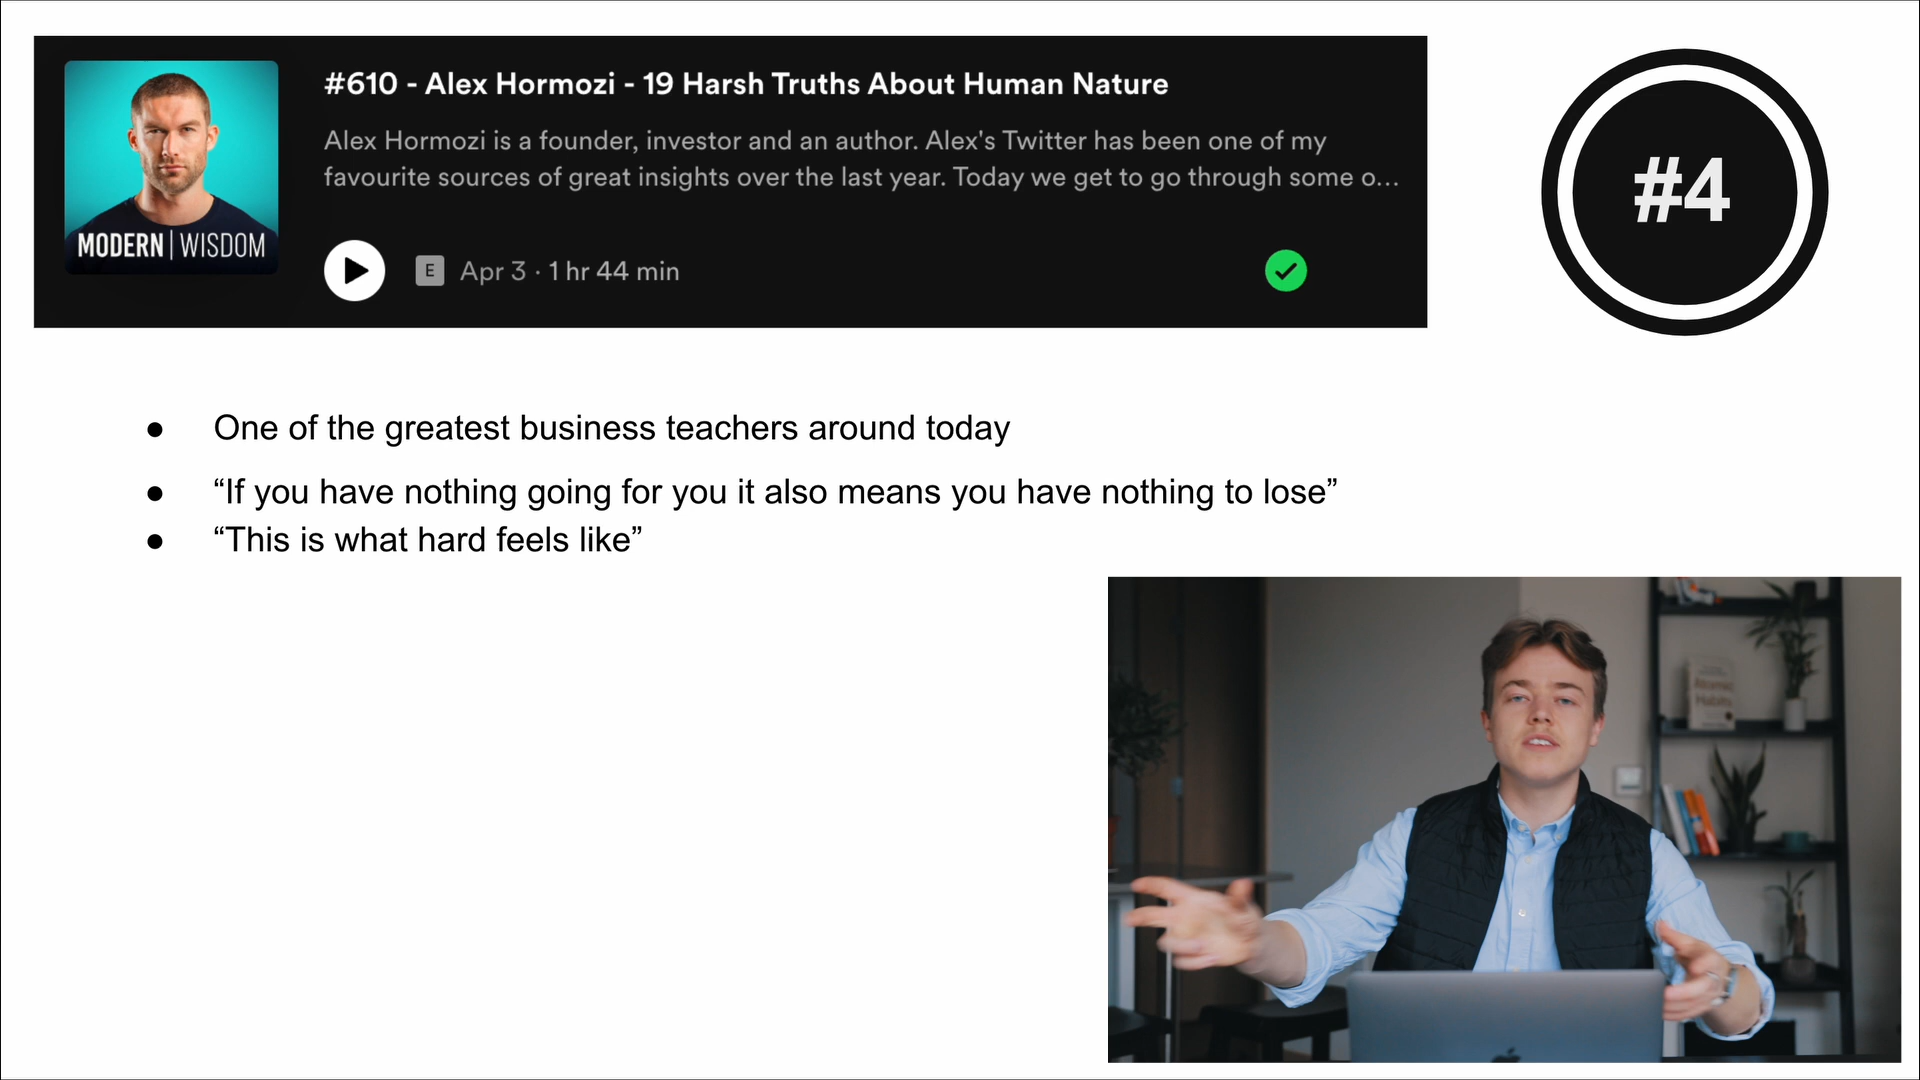 #610 - Alex Hormozi - 19 Harsh Truths About Human Nature
Alex Hormozi is a founder, investor and an author. Alex's Twitter has been one of my
favourite sources of great insights over the last year. Today we get to go through some o...
MODERN | WISDOM
E Apr 3 · 1 hr 44 min
#4
● One of the greatest business teachers around today
● “If you have nothing going for you it also means you have nothing to lose”
● “This is what hard feels like”
Atomic
Habits